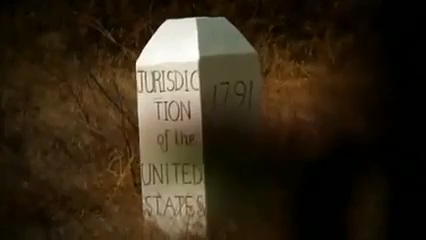 JURISDIC
TION
of the
UNITED
STATES
1791